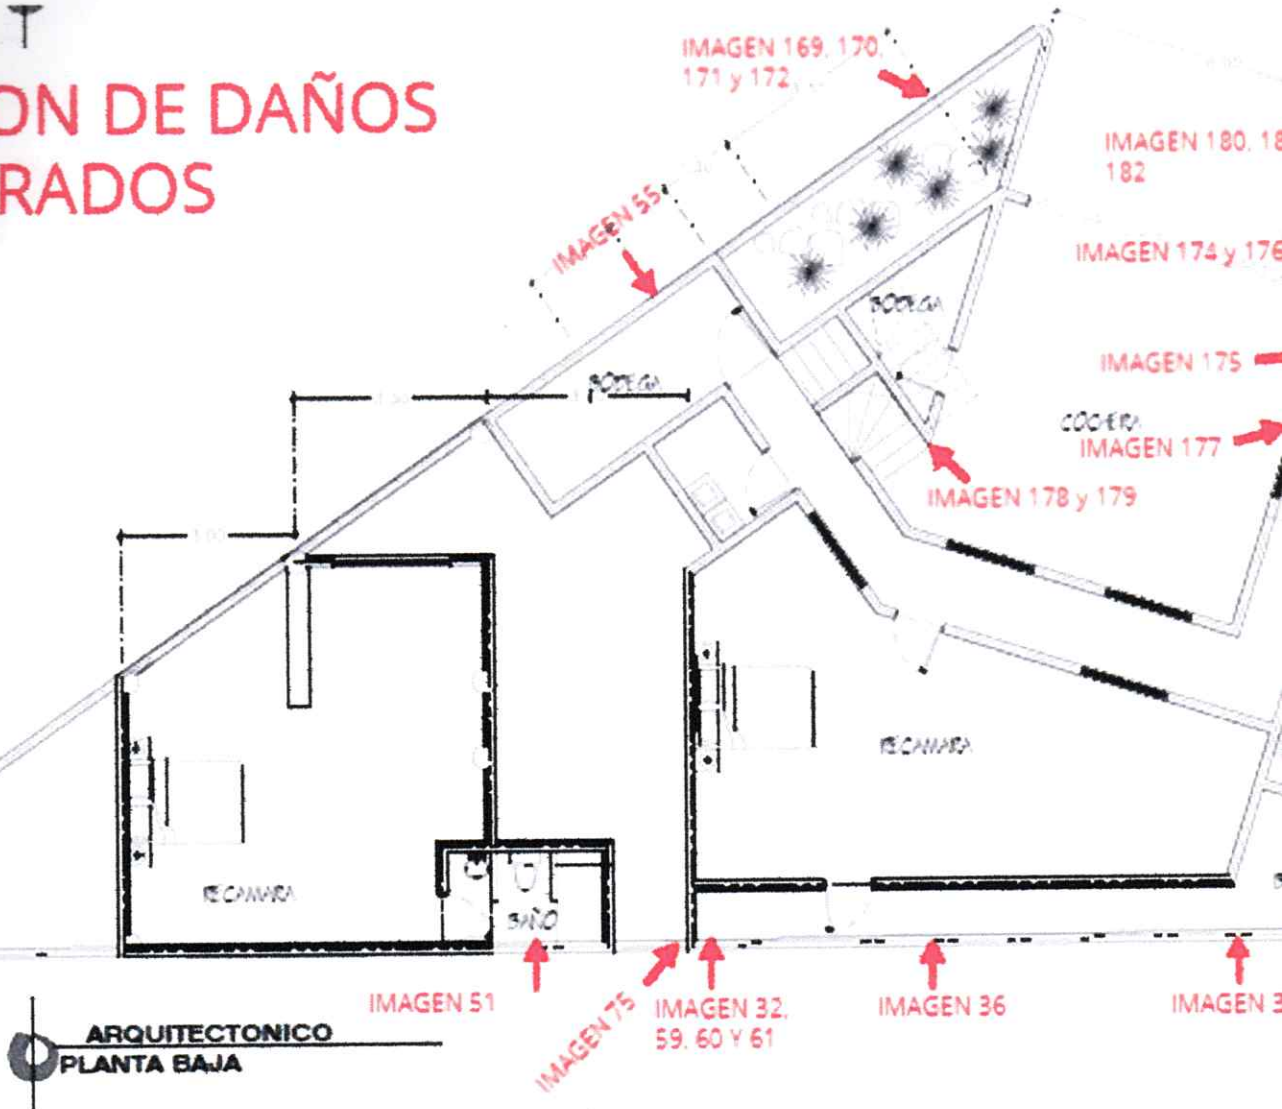 ON DE DAÑOS
RADOS
IMAGEN 169, 170,
171 y 172
IMAGEN 180, 18
182
IMAGEN 55
IMAGEN 174 y 176
BODEGA
IMAGEN 175
BODEGA
COCHERA
IMAGEN 177
IMAGEN 178 y 179
RECAMARA
RECAMARA
BAÑO
IMAGEN 51
IMAGEN 75
IMAGEN 32,
59, 60 Y 61
IMAGEN 36
IMAGEN 3
ARQUITECTONICO
PLANTA BAJA